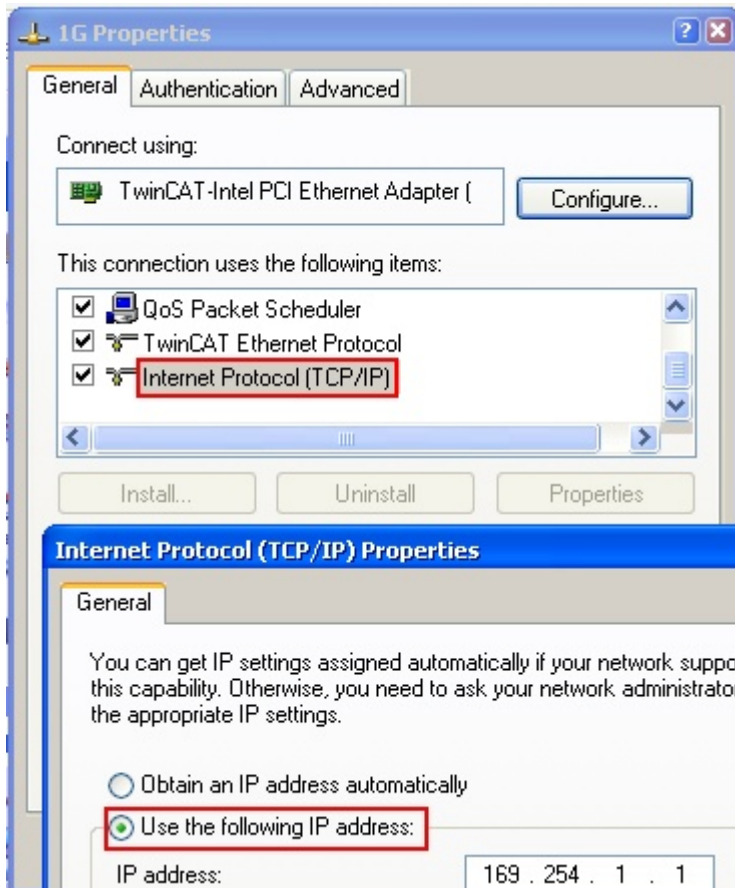 1G Properties
General Authentication Advanced
Connect using:
TwinCAT-Intel PCI Ethernet Adapter (
Configure...
This connection uses the following items:
QoS Packet Scheduler
TwinCAT Ethernet Protocol
Internet Protocol (TCP/IP)
Install... Uninstall Properties
Internet Protocol (TCP/IP) Properties
General
You can get IP settings assigned automatically if your network suppo
this capability. Otherwise, you need to ask your network administrato
the appropriate IP settings.
Obtain an IP address automatically
Use the following IP address:
IP address: 169 . 254 . 1 . 1